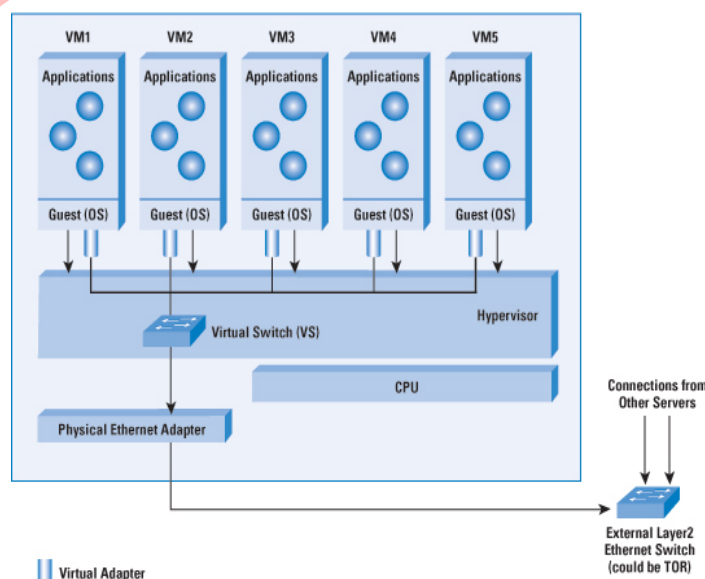 VM1
VM2
VM3
VM4
VM5
Applications
Applications
Applications
Applications
Applications
Guest (OS)
Guest (OS)
Guest (OS)
Guest (OS)
Guest (OS)
Hypervisor
Virtual Switch (VS)
CPU
Physical Ethernet Adapter
Connections from
Other Servers
External Layer2
Ethernet Switch
(could be TOR)
Virtual Adapter